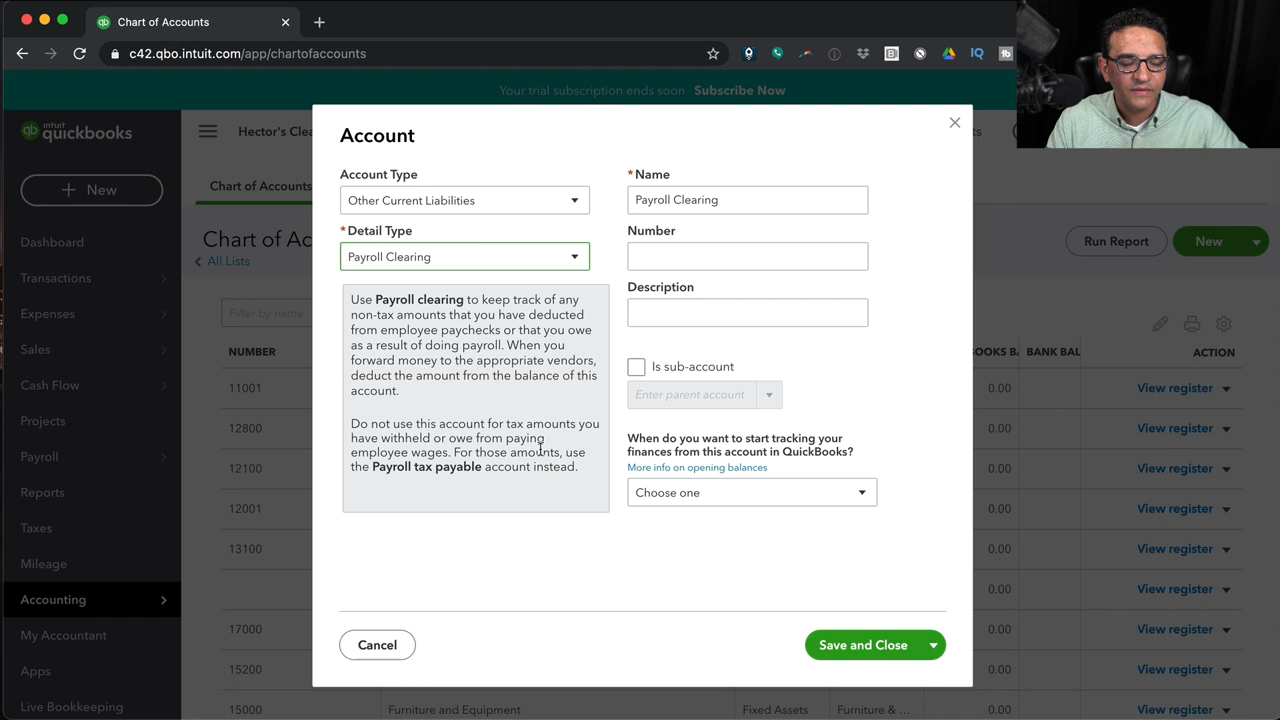 Chart of Accounts
c42.qbo.intuit.com/app/chartofaccounts
Your trial subscription ends soon Subscribe Now
intuit
quickbooks
Hector's Clea
New
Chart of Accounts
Chart of Ac
All Lists
Run Report
New
Filter by name
NUMBER
OOKS BA
BANK BAL
ACTION
11001
0.00
View register
12800
0.00
View register
12100
0.00
View register
12001
0.00
View register
13100
0.00
View register
0.00
View register
17000
0.00
View register
15200
0.00
View register
15000
Furniture and Equipment
Fixed Assets
Furniture & ...
0.00
View register
Dashboard
Transactions
Expenses
Sales
Cash Flow
Projects
Payroll
Reports
Taxes
Mileage
Accounting
My Accountant
Apps
Live Bookkeeping
Account
Account Type
Other Current Liabilities
* Detail Type
Payroll Clearing
Use Payroll clearing to keep track of any
non-tax amounts that you have deducted
from employee paychecks or that you owe
as a result of doing payroll. When you
forward money to the appropriate vendors,
deduct the amount from the balance of this
account.
Do not use this account for tax amounts you
have withheld or owe from paying
employee wages. For those amounts, use
the Payroll tax payable account instead.
* Name
Payroll Clearing
Number
Description
Is sub-account
Enter parent account
When do you want to start tracking your
finances from this account in QuickBooks?
More info on opening balances
Choose one
Cancel
Save and Close